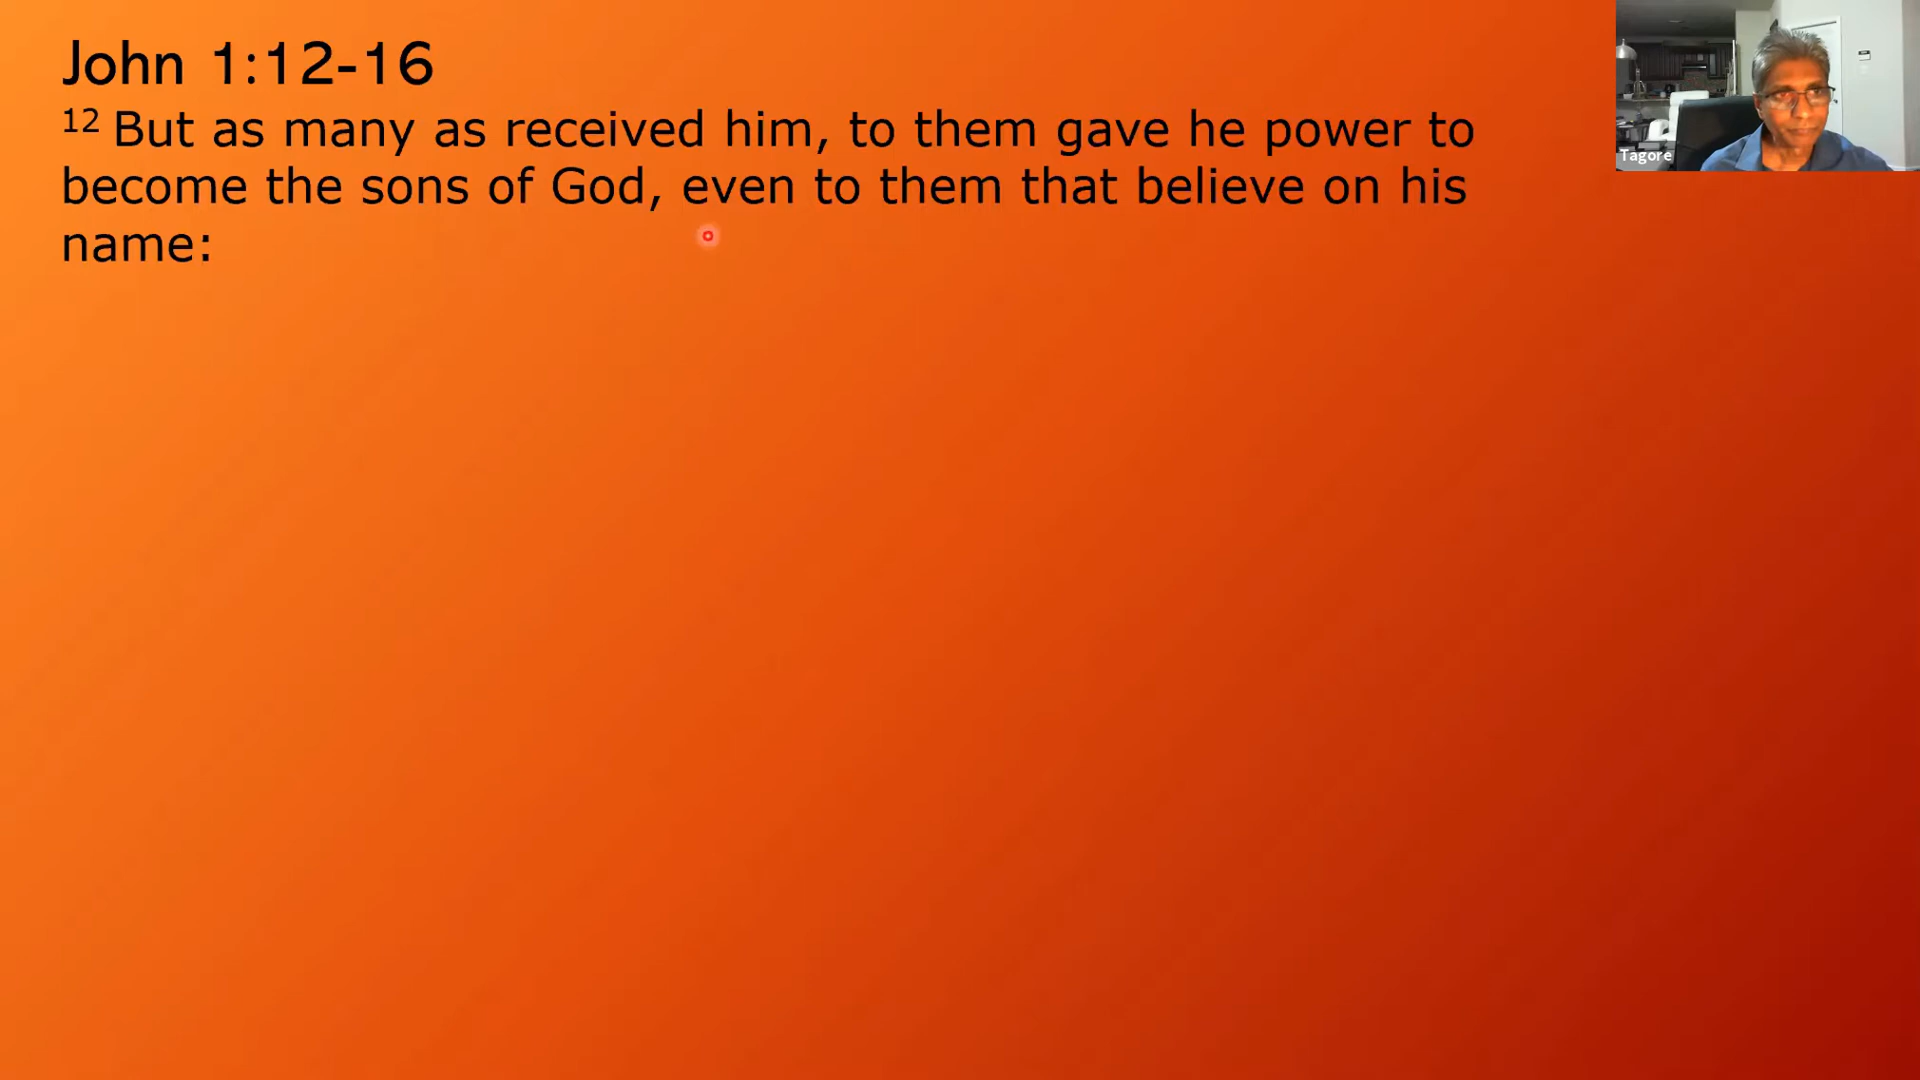 John 1:12-16
12 But as many as received him, to them gave he power to
become the sons of God, even to them that believe on his
name:
Tagore